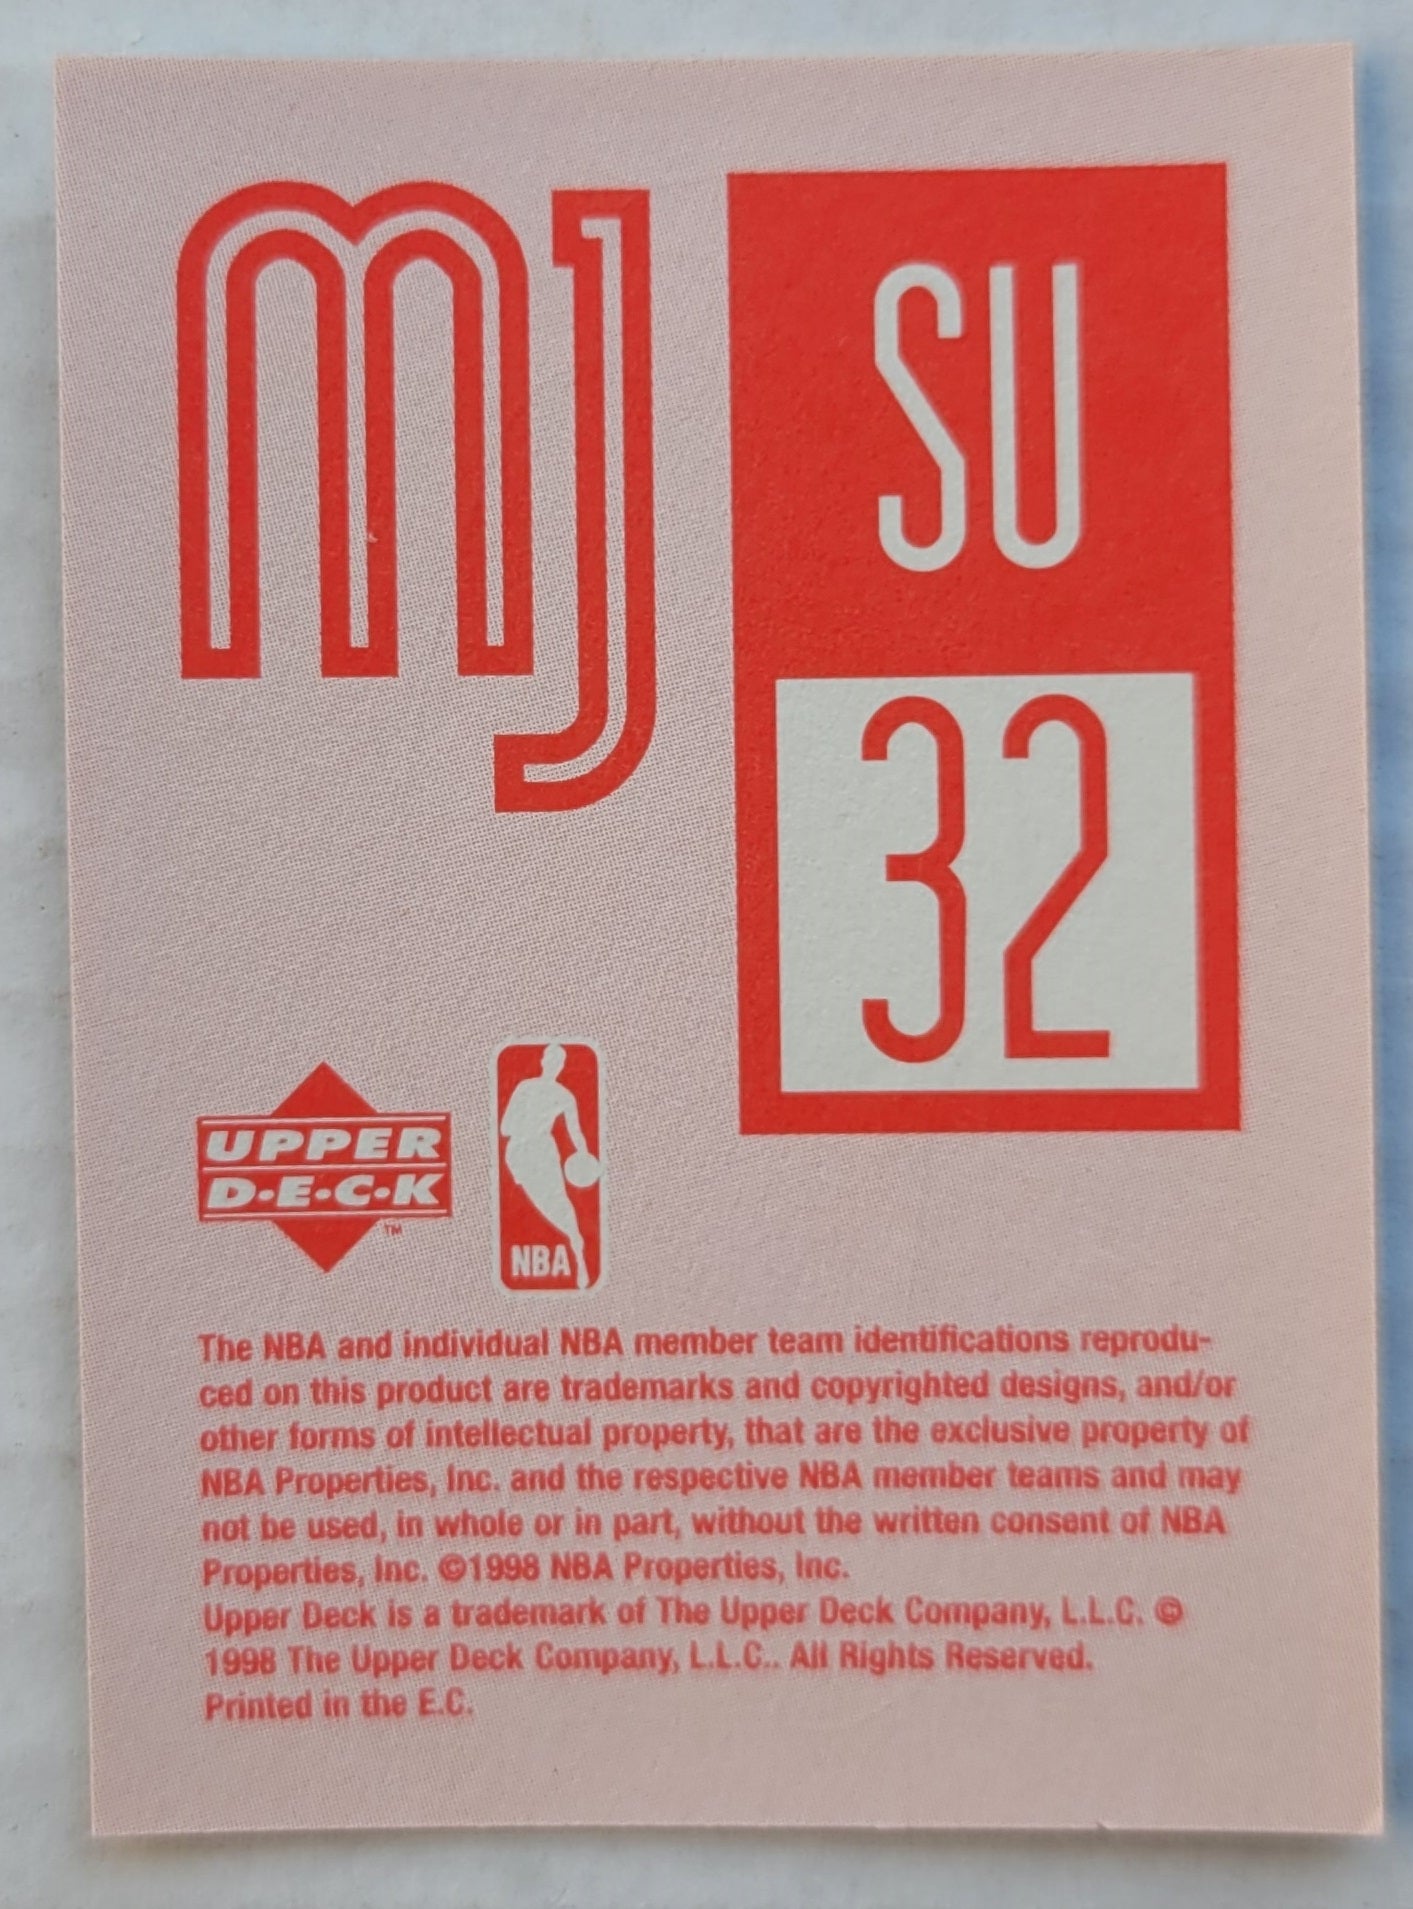 MJ
SU
32
UPPER
D•E•C•K
™
NBA
The NBA and individual NBA member team identifications reprodu-
ced on this product are trademarks and copyrighted designs, and/or
other forms of intellectual property, that are the exclusive property of
NBA Properties, Inc. and the respective NBA member teams and may
not be used, in whole or in part, without the written consent of NBA
Properties, Inc. ©1998 NBA Properties, Inc.
Upper Deck is a trademark of The Upper Deck Company, L.L.C. ©
1998 The Upper Deck Company, L.L.C.. All Rights Reserved.
Printed in the E.C.